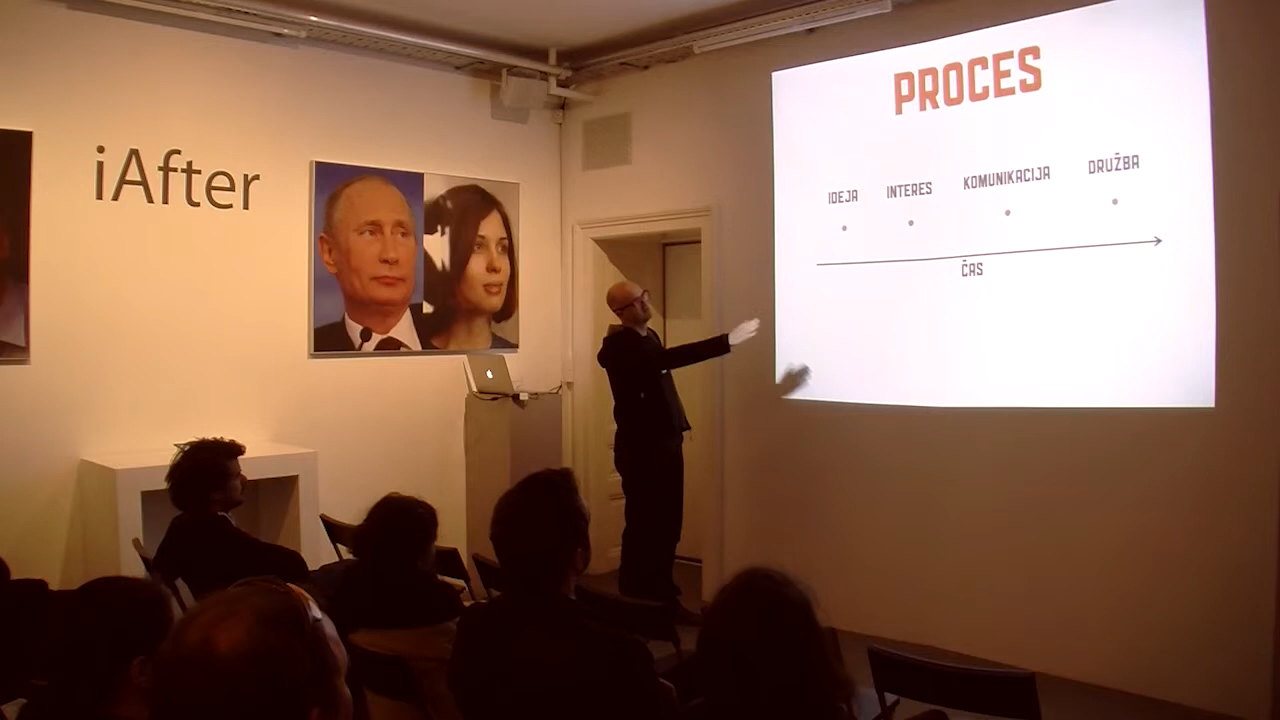 iAfter
PROCES
IDEJA INTERES KOMUNIKACIJA DRUŽBA
ČAS